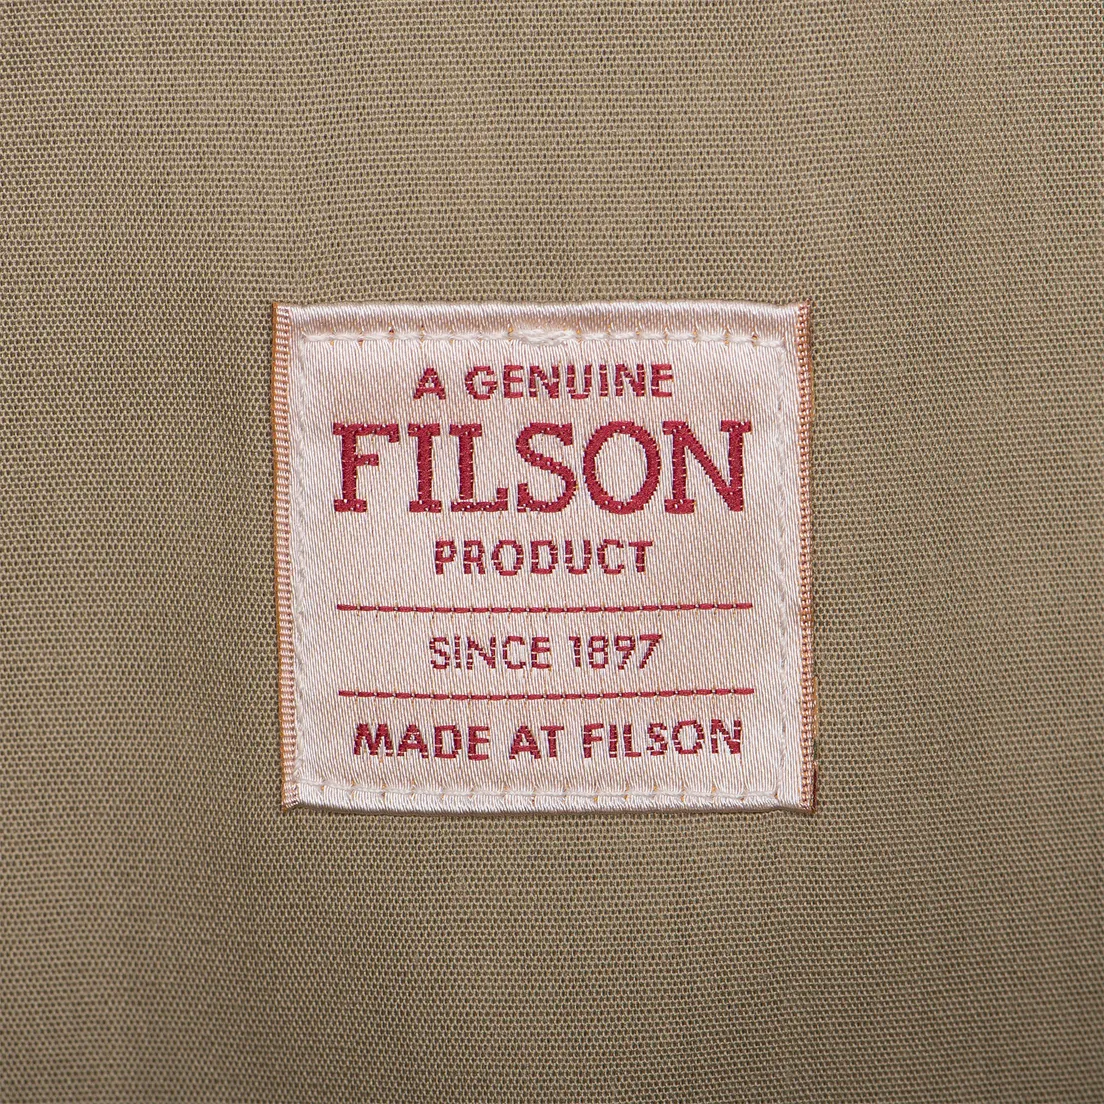 A GENUINE
FILSON
PRODUCT
SINCE 1897
MADE AT FILSON